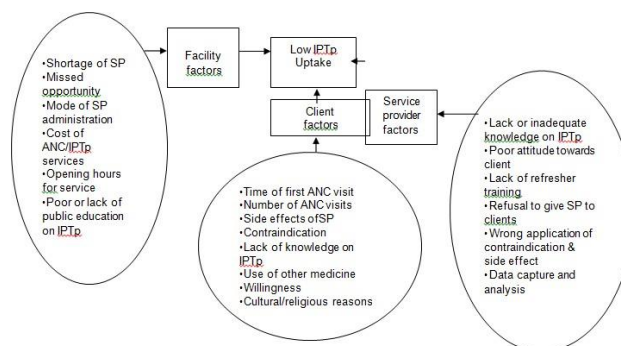 •Shortage of SP
•Missed
opportunity
•Mode of SP
administration
•Cost of
ANC/IPTp
services
•Opening hours
for service
•Poor or lack of
public education
on IPTp
Facility
factors
Low IPTp
Uptake
Client
factors
Service
provider
factors
•Time of first ANC visit
•Number of ANC visits
•Side effects ofSP
•Contraindication
•Lack of knowledge on
IPTp
•Use of other medicine
•Willingness
•Cultural/religious reasons
•Lack or inadequate
knowledge on IPTp
•Poor attitude towards
client
•Lack of refresher
training
•Refusal to give SP to
clients
•Wrong application of
contraindication &
side effect
•Data capture and
analysis